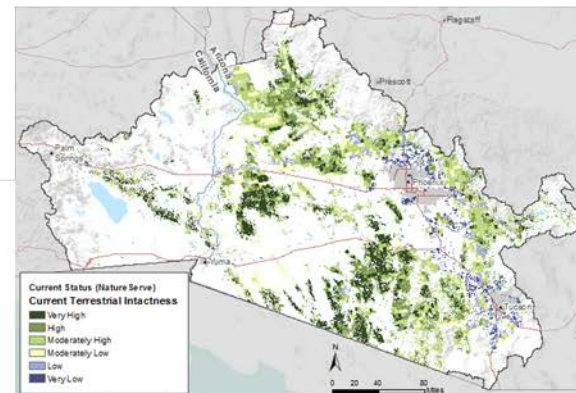 Flagstaff
Arizona
California
Prescott
Palm
Springs
Phoenix
Yuma
Tucson
Current Status (NatureServe)
Current Terrestrial Intactness
Very High
High
Moderately High
Moderately Low
Low
Very Low
N
0 20 40 80
Miles